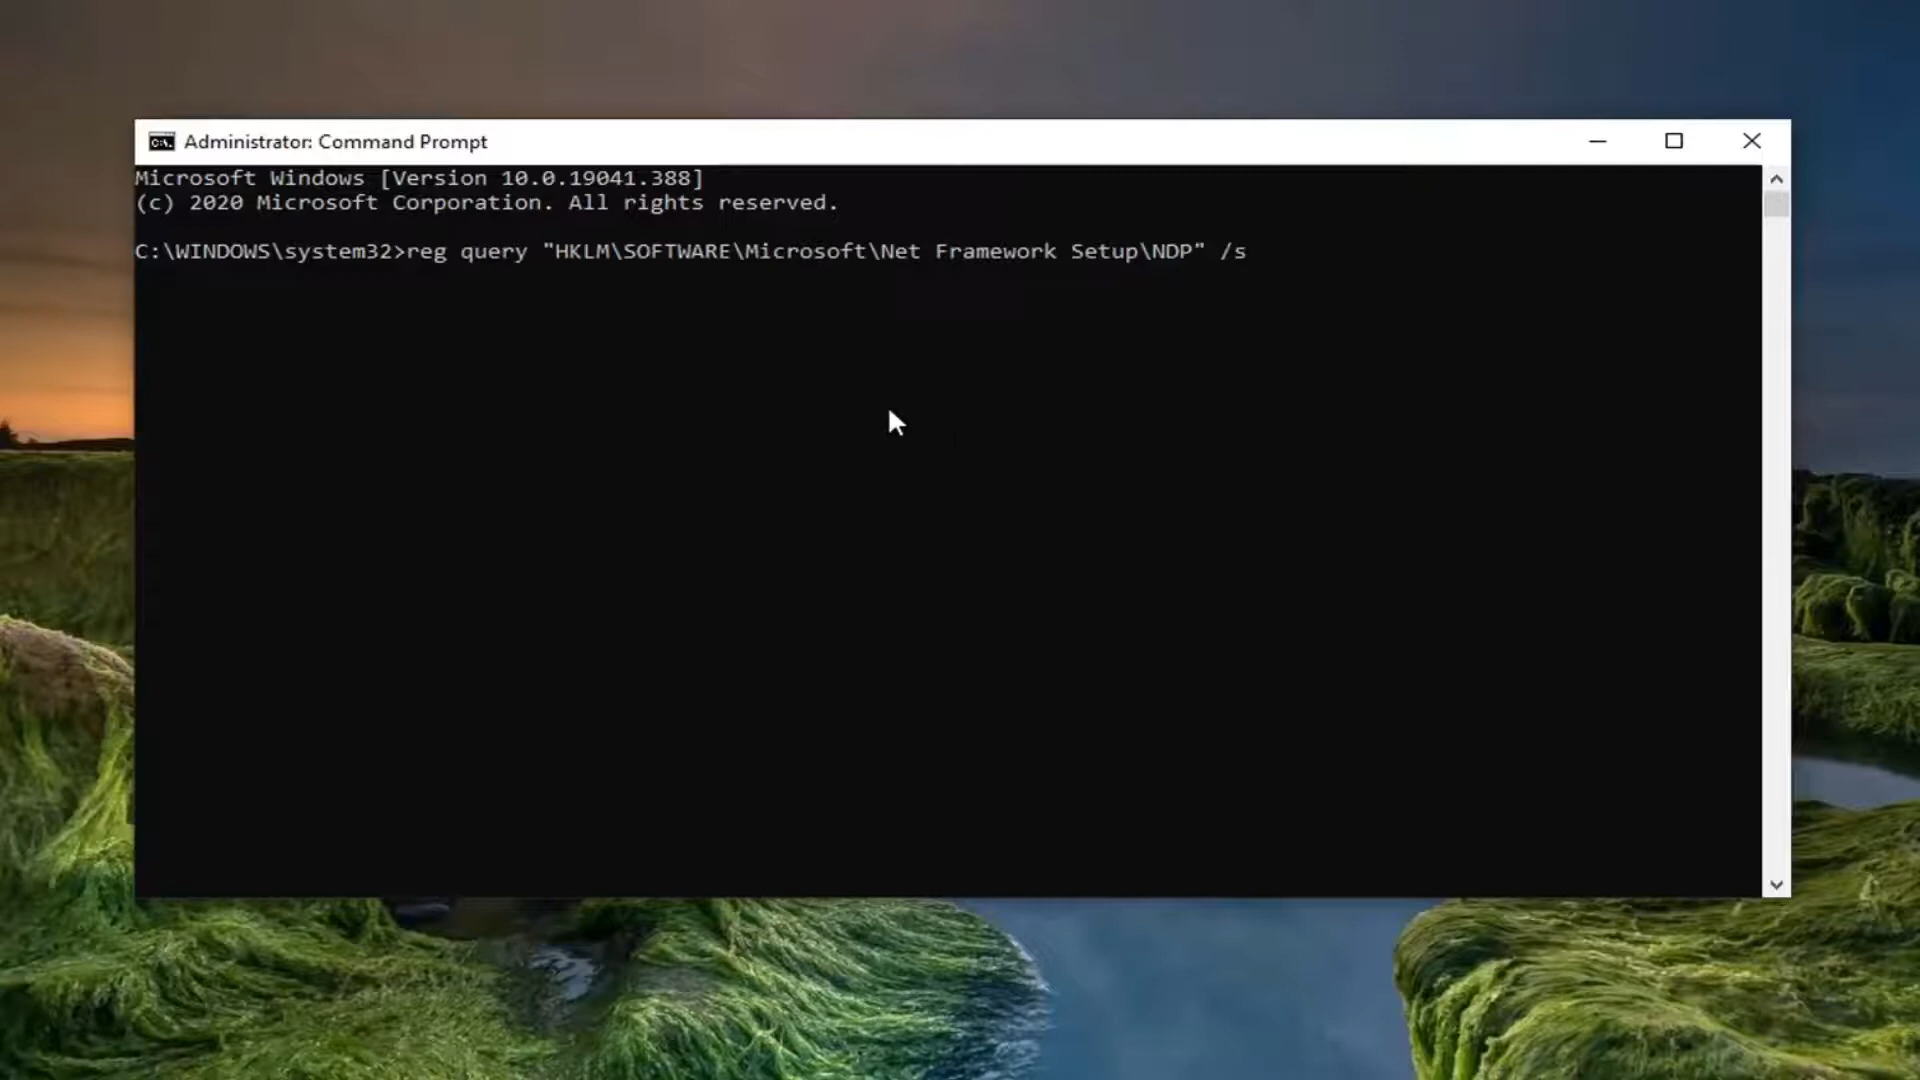 Administrator: Command Prompt
Microsoft Windows [Version 10.0.19041.388]
(c) 2020 Microsoft Corporation. All rights reserved.
C:\WINDOWS\system32>reg query "HKLM\SOFTWARE\Microsoft\Net Framework Setup\NDP" /s